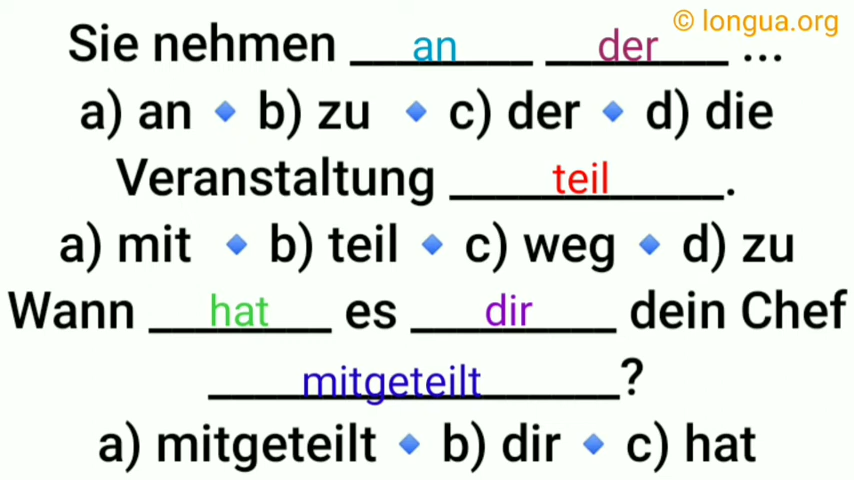 © longua.org
Sie nehmen an der ...
a) an 🔹 b) zu 🔹 c) der 🔹 d) die
Veranstaltung teil.
a) mit 🔹 b) teil 🔹 c) weg 🔹 d) zu
Wann hat es dir dein Chef
mitgeteilt?
a) mitgeteilt 🔹 b) dir 🔹 c) hat